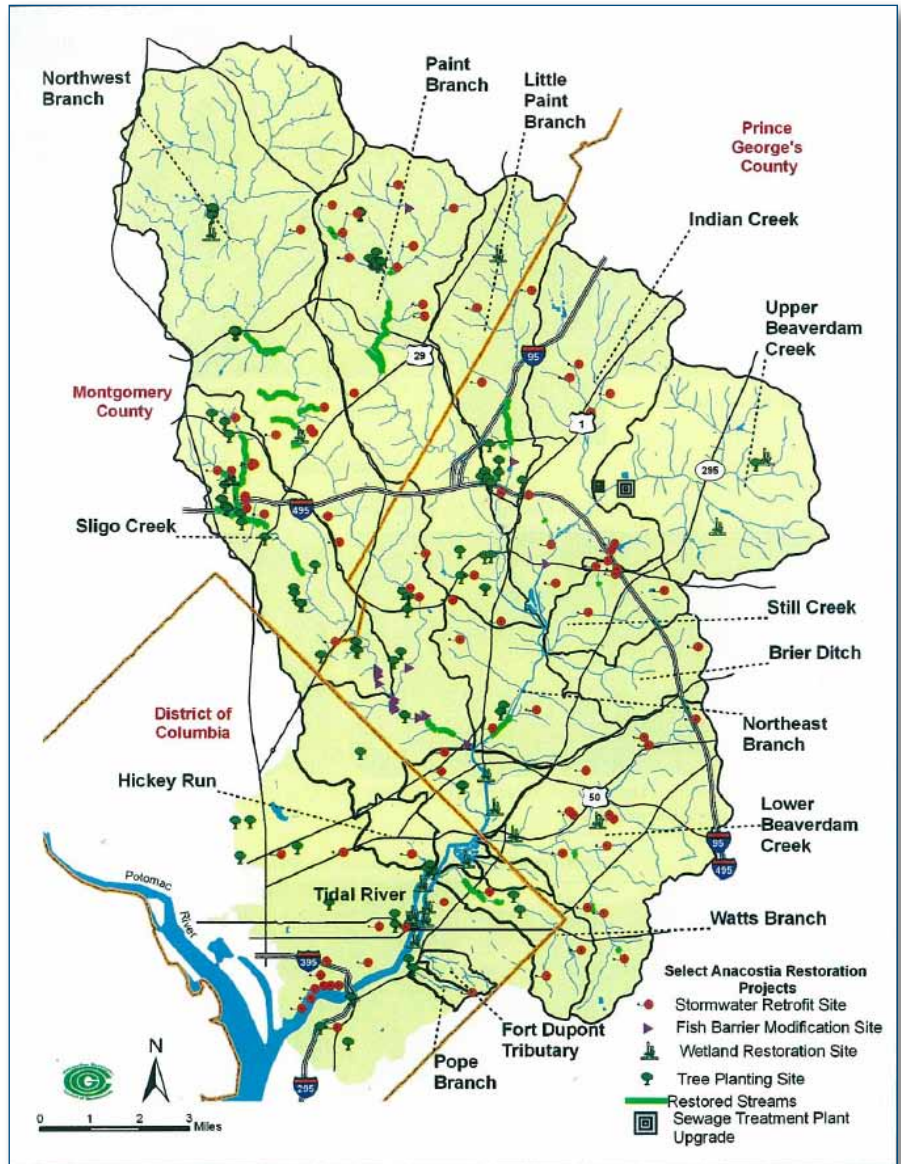 Northwest
Branch
Paint
Branch
Little
Paint
Branch
Prince
George's
County
Indian Creek
Upper
Beaverdam
Creek
29
95
1
295
Montgomery
County
495
Sligo Creek
Still Creek
Brier Ditch
District of
Columbia
Northeast
Branch
Hickey Run
50
Lower
Beaverdam
Creek
95
495
Potomac
River
Tidal River
Watts Branch
395
295
Fort Dupont
Tributary
Pope
Branch
Select Anacostia Restoration
Projects
Stormwater Retrofit Site
Fish Barrier Modification Site
Wetland Restoration Site
Tree Planting Site
Restored Streams
Sewage Treatment Plant
Upgrade
N
0 1 2 3
Miles